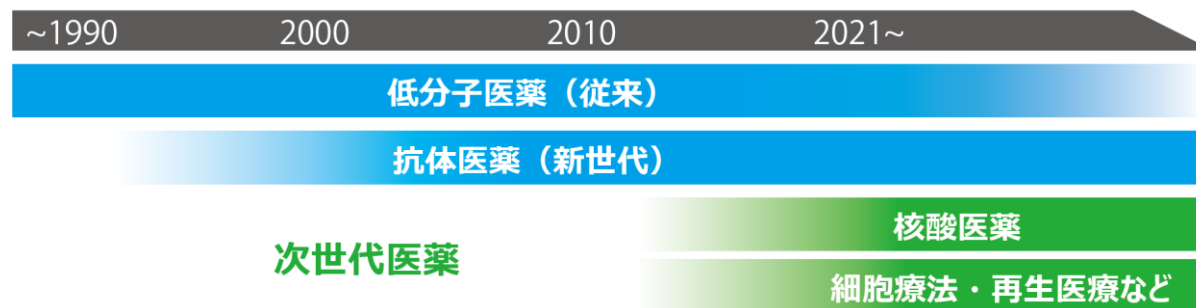 ~1990 2000 2010 2021~
低分子医薬（従来）
抗体医薬（新世代）
核酸医薬
次世代医薬
細胞療法・再生医療など